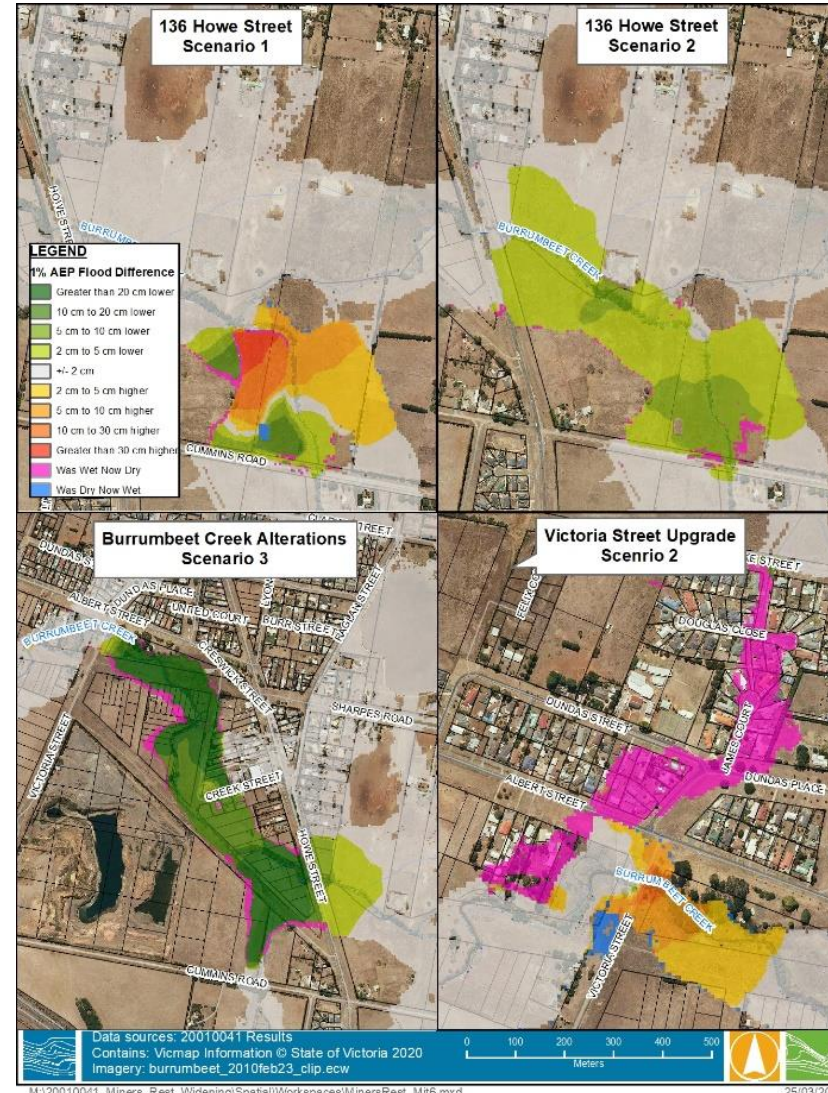 136 Howe Street
Scenario 1
136 Howe Street
Scenario 2
HOWE STREET
BURRUMBEET CREEK
LEGEND
1% AEP Flood Difference
Greater than 20 cm lower
10 cm to 20 cm lower
5 cm to 10 cm lower
2 cm to 5 cm lower
+/- 2 cm
2 cm to 5 cm higher
5 cm to 10 cm higher
10 cm to 30 cm higher
Greater than 30 cm higher
Was Wet Now Dry
Was Dry Now Wet
CUMMINS ROAD
Burrumbeet Creek Alterations
Scenario 3
Victoria Street Upgrade
Scenrio 2
DUNDAS PLACE
ALBERT STREET
UNITED COURT
BURR STREET
RAGLAN STREET
BURRUMBEET CREEK
CRESWICK STREET
SHARPES ROAD
VICTORIA STREET
CREEK STREET
HOWE STREET
CUMMINS ROAD
DOUGLAS CLOSE
DUNDAS STREET
JAMES COURT
DUNDAS PLACE
ALBERT STREET
BURRUMBEET CREEK
VICTORIA STREET
Data sources: 20010041 Results
Contains: Vicmap Information © State of Victoria 2020
Imagery: burrumbeet_2010feb23_clip.ecw
0 100 200 300 400 500
Meters
M:\20010041_Miners_Rest_Widening\Spatial\Workspaces\MinersRest_Mit6.mxd